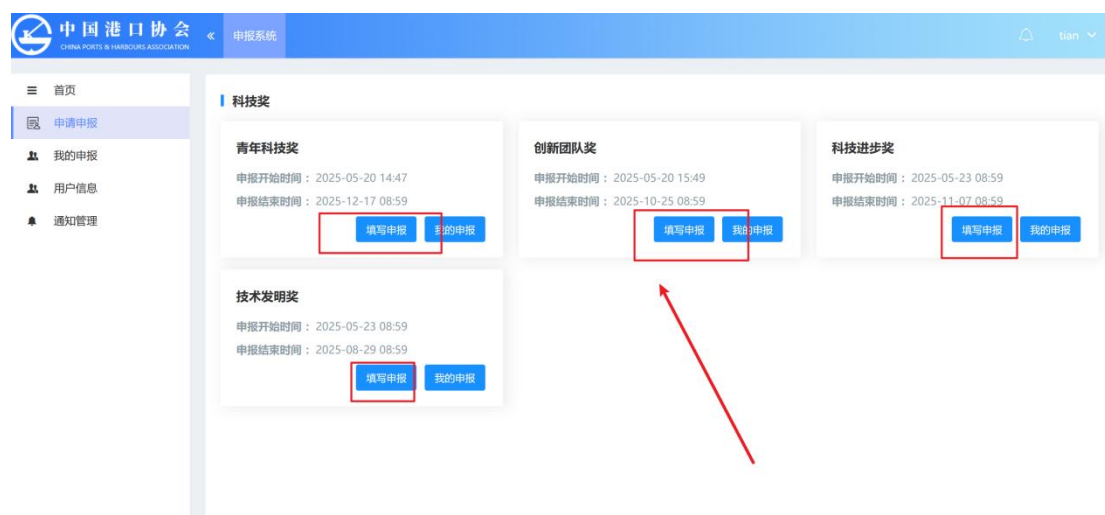 中国港口协会
CHINA PORTS & HARBOURS ASSOCIATION
« 申报系统
tian
首页
申请申报
我的申报
用户信息
通知管理
科技奖
青年科技奖
申报开始时间： 2025-05-20 14:47
申报结束时间： 2025-12-17 08:59
填写申报 我的申报
创新团队奖
申报开始时间： 2025-05-20 15:49
申报结束时间： 2025-10-25 08:59
填写申报 我的申报
科技进步奖
申报开始时间： 2025-05-23 08:59
申报结束时间： 2025-11-07 08:59
填写申报 我的申报
技术发明奖
申报开始时间： 2025-05-23 08:59
申报结束时间： 2025-08-29 08:59
填写申报 我的申报